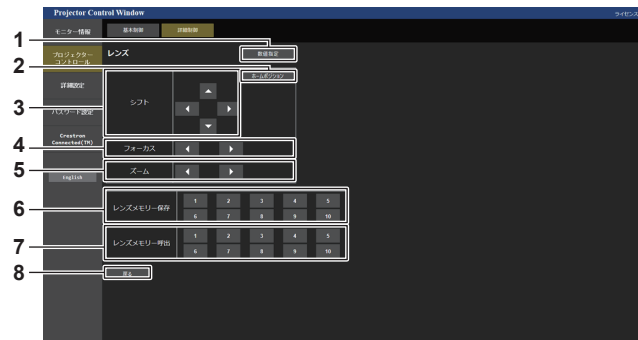 Projector Control Window
ライセンス
モニター情報
基本制御
詳細制御
1
プロジェクター
コントロール
レンズ
数値指定
2
ホームポジション
詳細設定
3
シフト
パスワード設定
Crestron
Connected(TM)
4
フォーカス
5
ズーム
English
6
レンズメモリー保存
1 2 3 4 5
6 7 8 9 10
7
レンズメモリー呼出
1 2 3 4 5
6 7 8 9 10
8
戻る